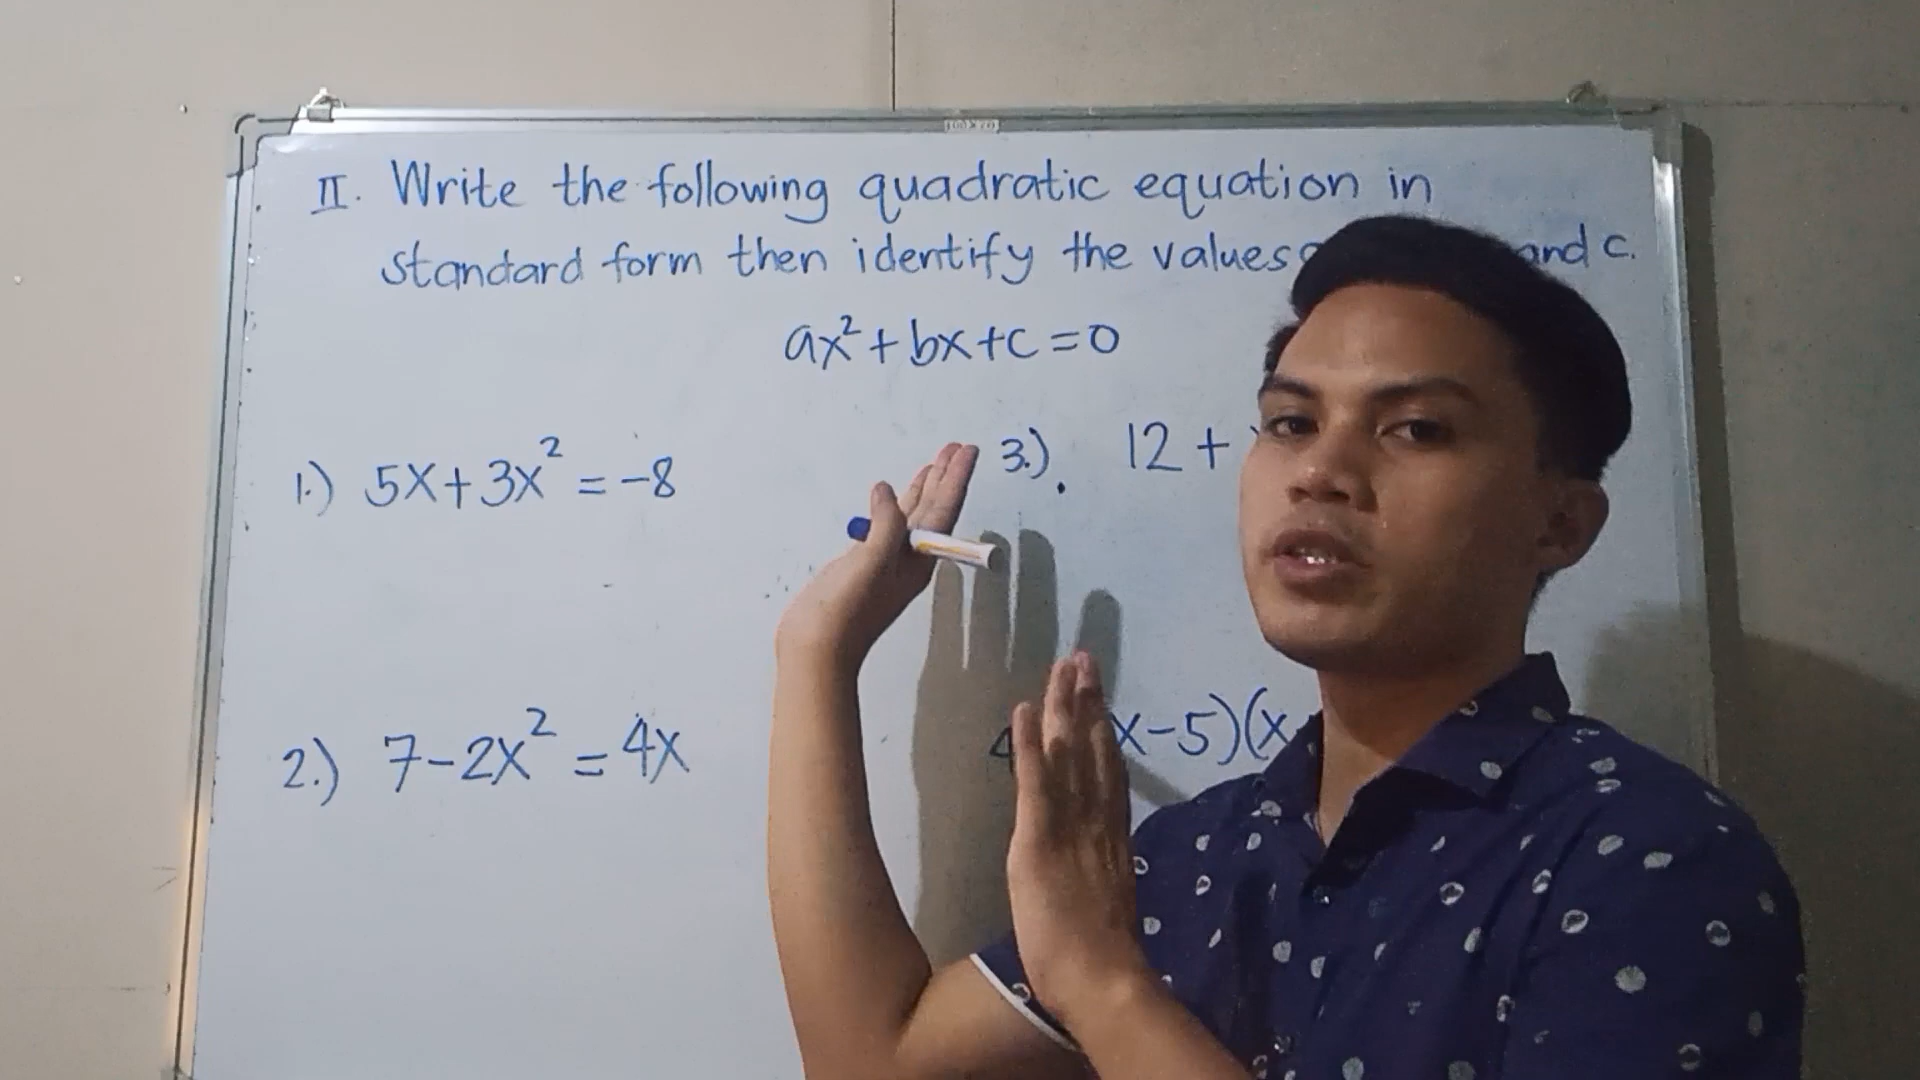 II. Write the following quadratic equation in
standard form then identify the values and c.
ax²+bx+c=0
1.) 5x+3x²=-8
2.) 7-2x²=4x
3.) 12+
x-5)(x